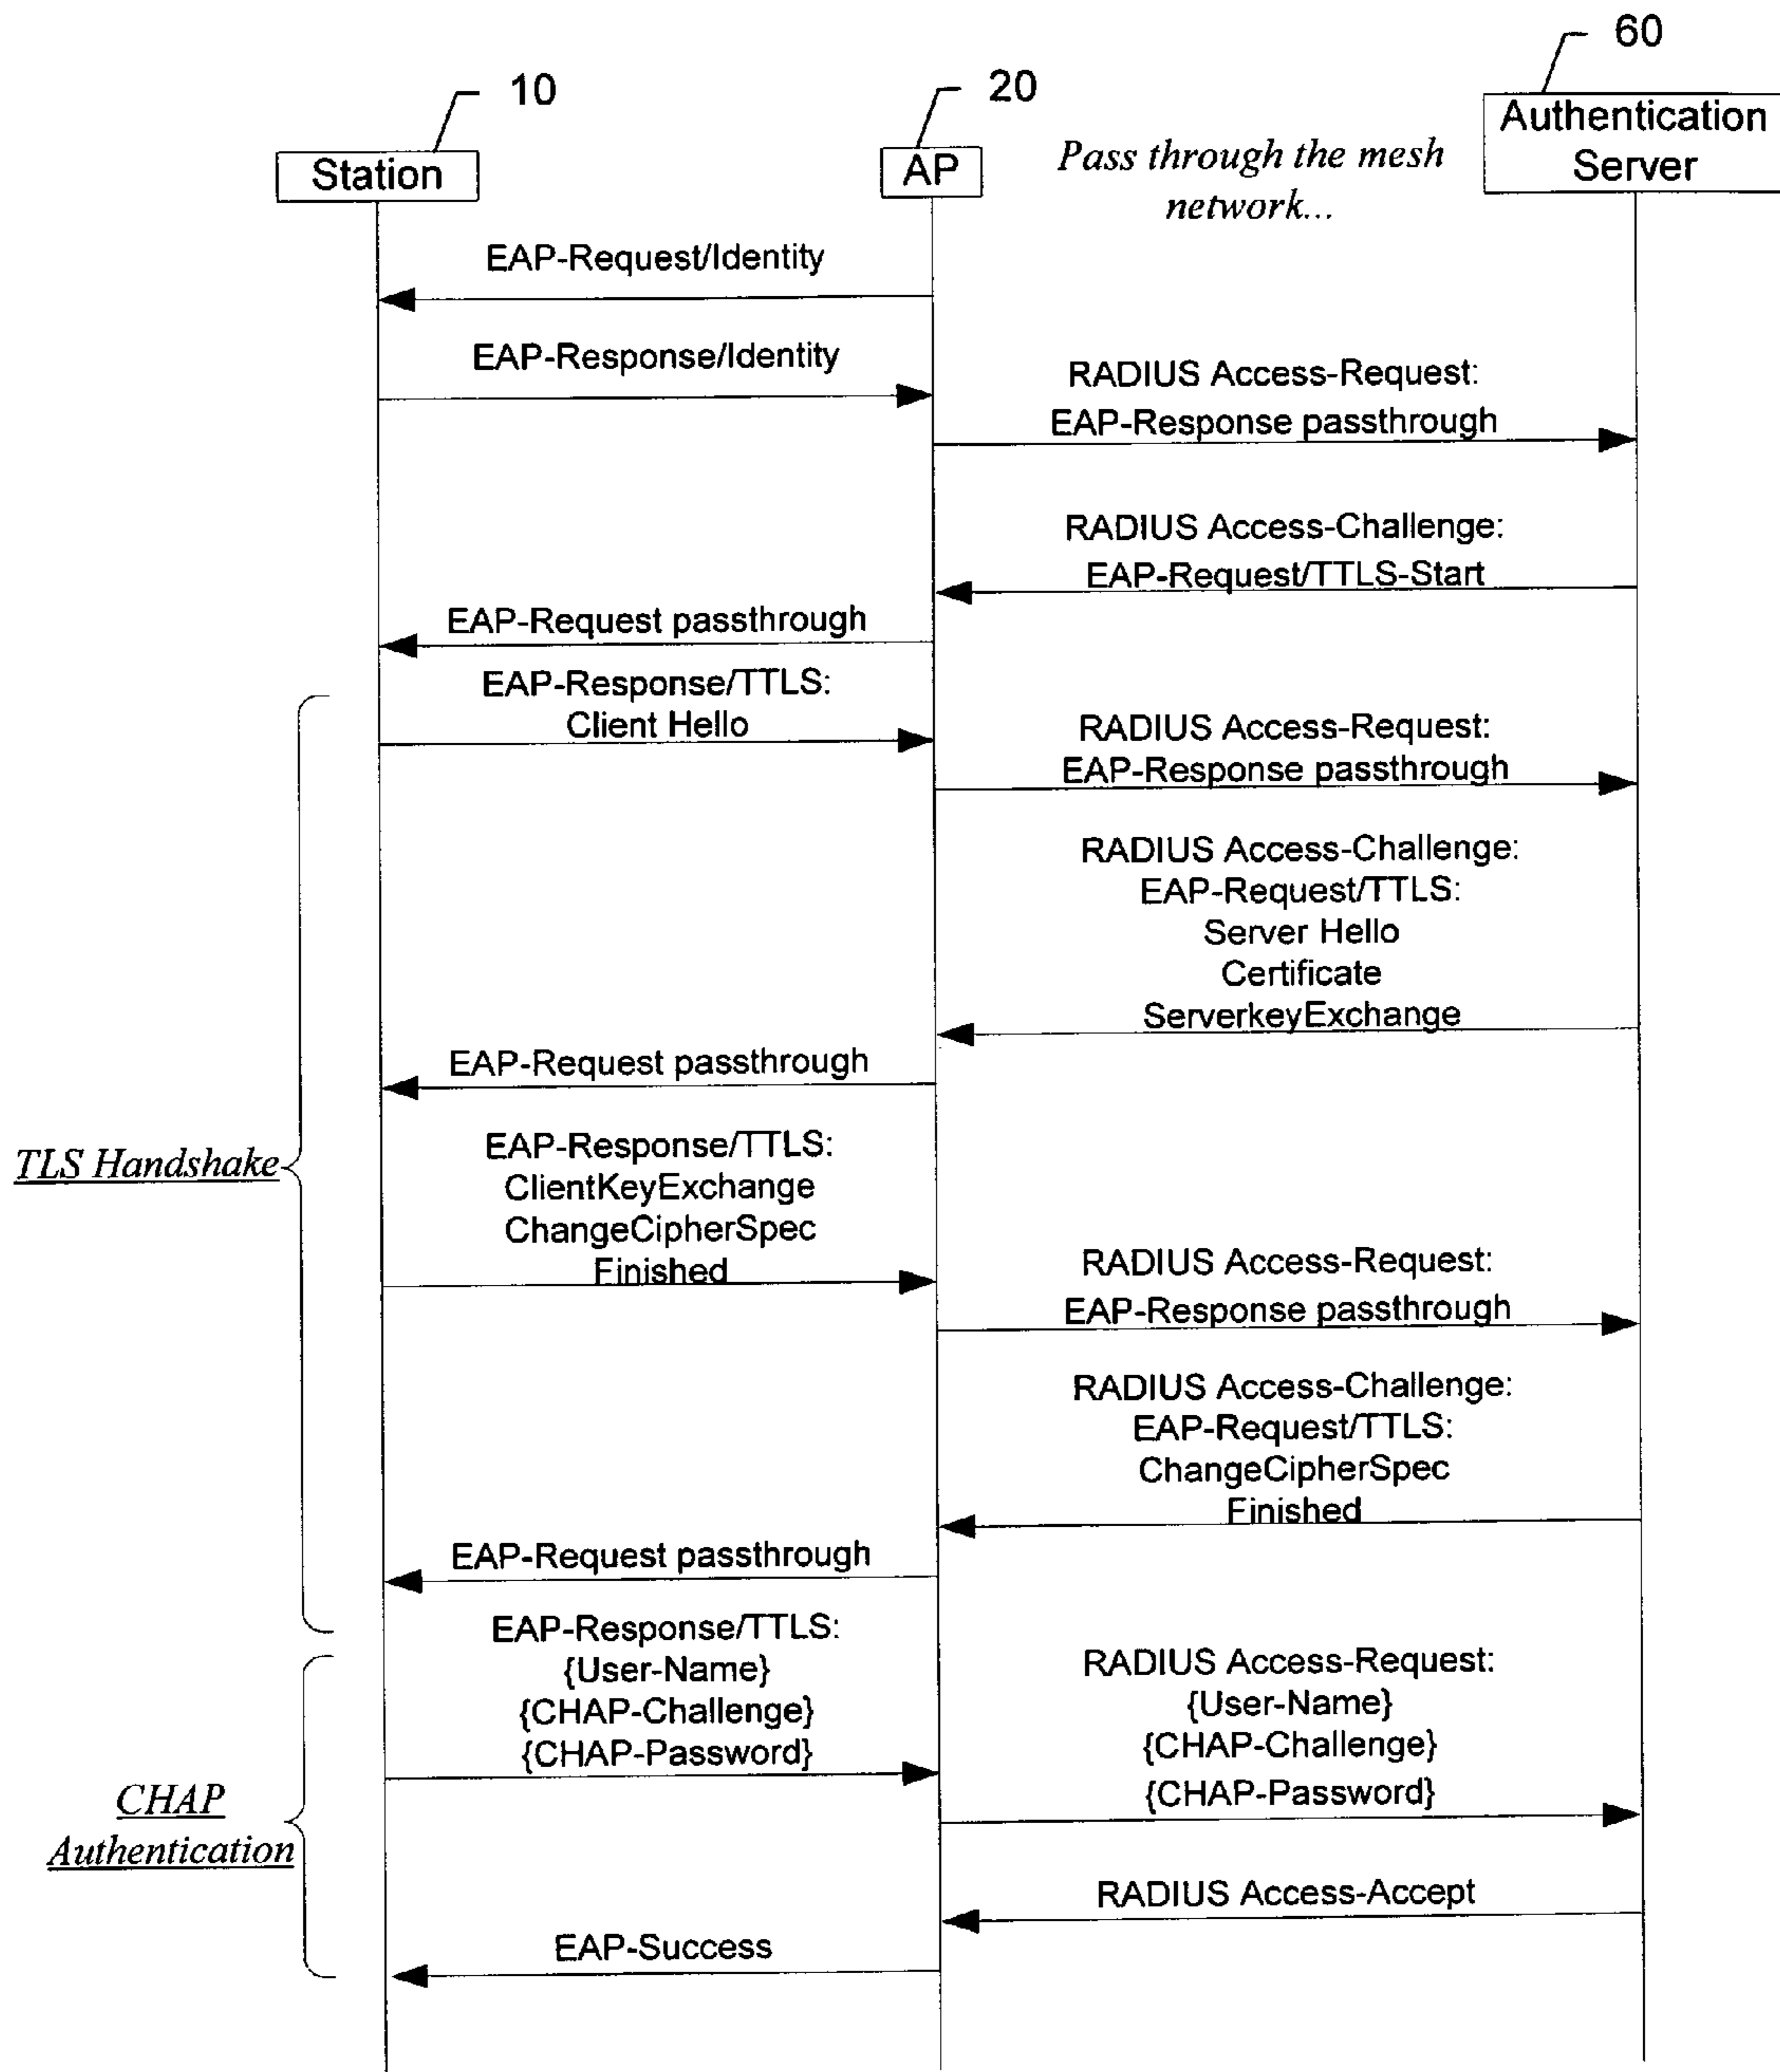 10
20
60
Station
AP
Pass through the mesh
network...
Authentication
Server
EAP-Request/Identity
EAP-Response/Identity
RADIUS Access-Request:
EAP-Response passthrough
RADIUS Access-Challenge:
EAP-Request/TTLS-Start
EAP-Request passthrough
EAP-Response/TTLS:
Client Hello
RADIUS Access-Request:
EAP-Response passthrough
RADIUS Access-Challenge:
EAP-Request/TTLS:
Server Hello
Certificate
ServerkeyExchange
EAP-Request passthrough
TLS Handshake
EAP-Response/TTLS:
ClientKeyExchange
ChangeCipherSpec
Finished
RADIUS Access-Request:
EAP-Response passthrough
RADIUS Access-Challenge:
EAP-Request/TTLS:
ChangeCipherSpec
Finished
EAP-Request passthrough
EAP-Response/TTLS:
{User-Name}
{CHAP-Challenge}
{CHAP-Password}
RADIUS Access-Request:
{User-Name}
{CHAP-Challenge}
{CHAP-Password}
CHAP
Authentication
RADIUS Access-Accept
EAP-Success